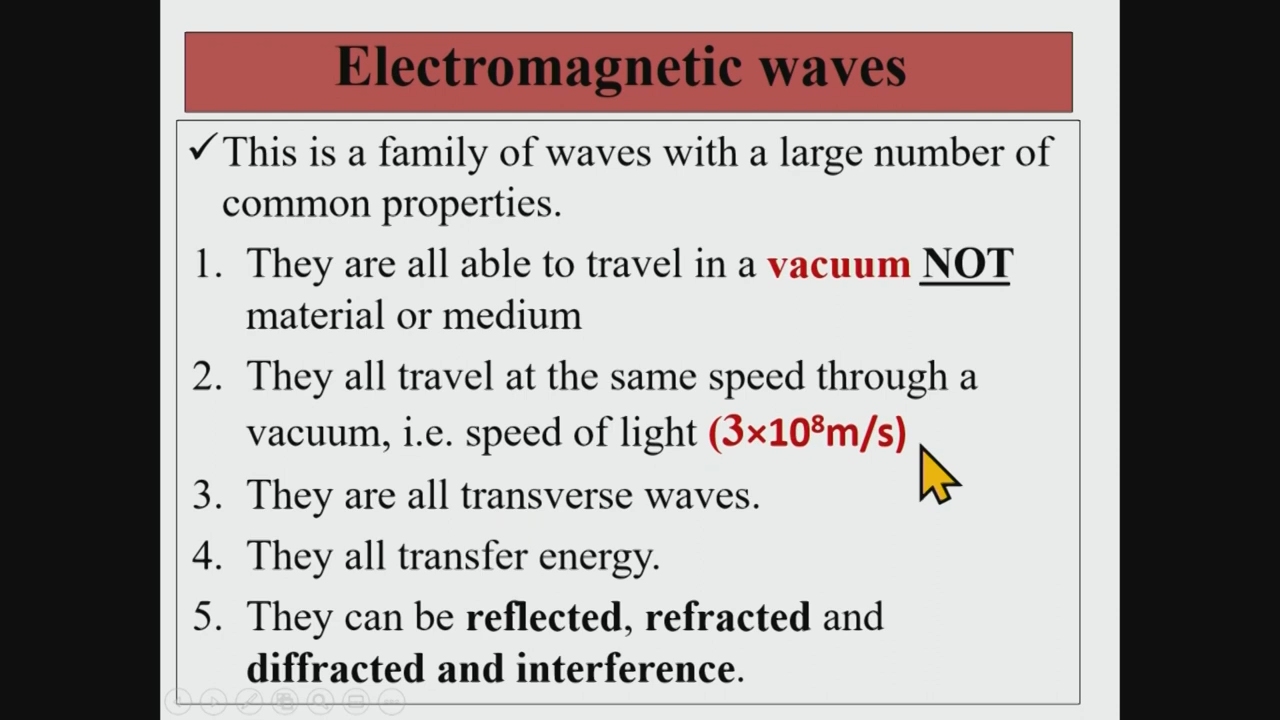 Electromagnetic waves
✓This is a family of waves with a large number of
common properties.
1. They are all able to travel in a vacuum NOT
material or medium
2. They all travel at the same speed through a
vacuum, i.e. speed of light (3×10⁸m/s)
3. They are all transverse waves.
4. They all transfer energy.
5. They can be reflected, refracted and
diffracted and interference.